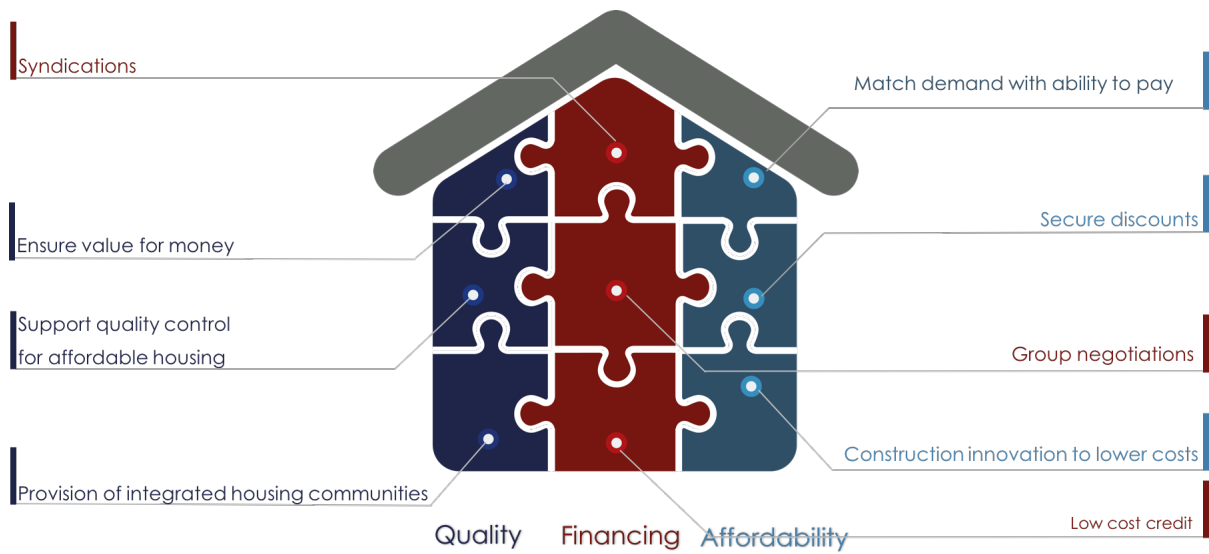 Syndications
Ensure value for money
Support quality control
for affordable housing
Provision of integrated housing communities
Match demand with ability to pay
Secure discounts
Group negotiations
Construction innovation to lower costs
Low cost credit
Quality Financing Affordability